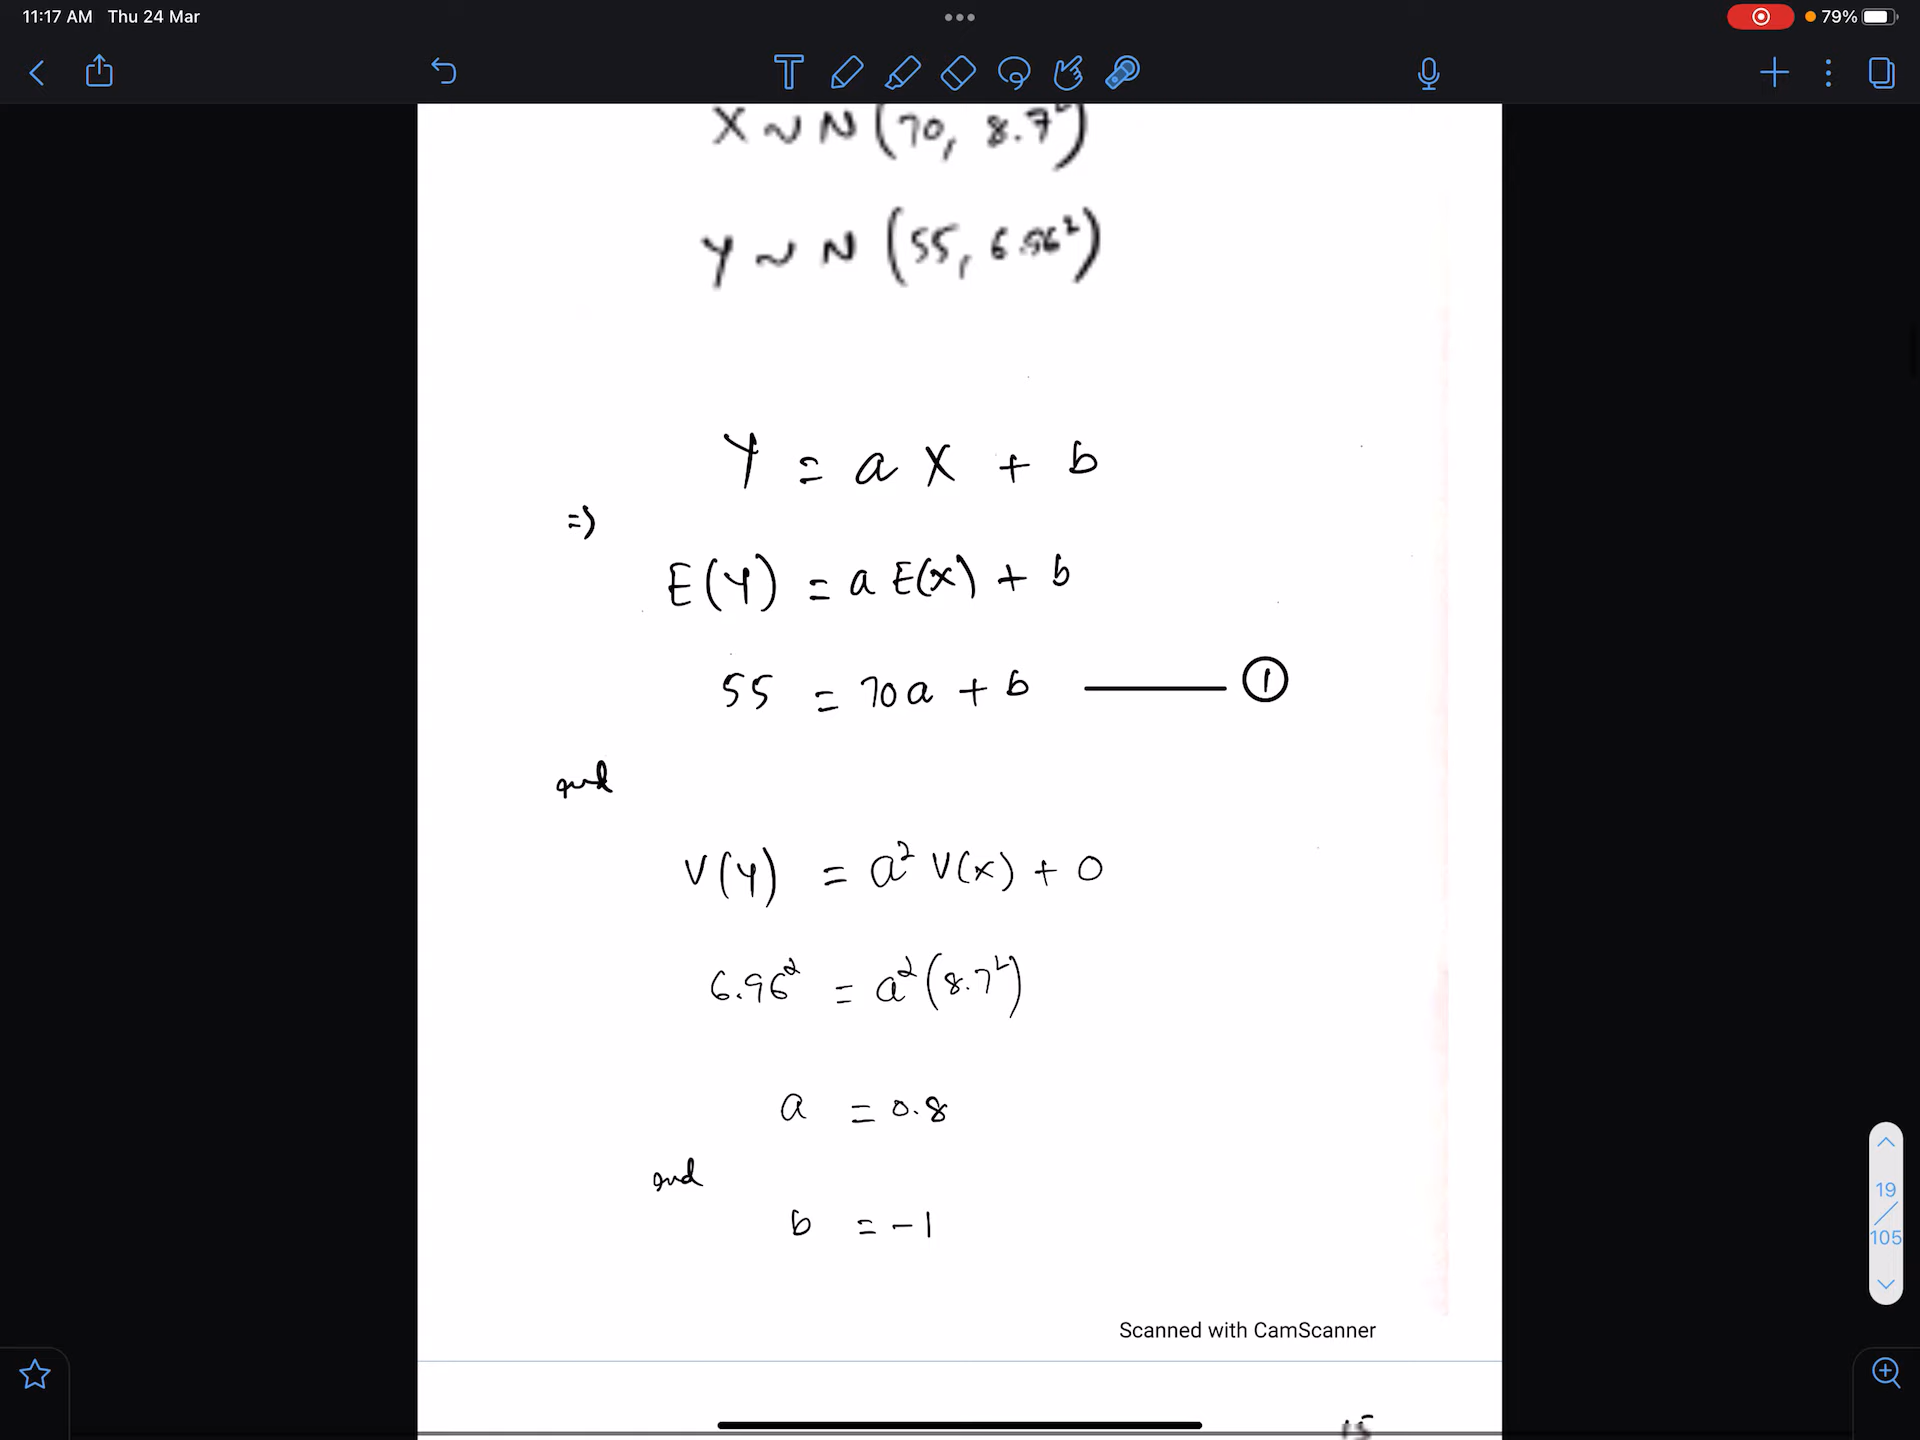 11:17 AM Thu 24 Mar
79%
X ~ N (70, 8.7²)
Y ~ N (55, 6.96²)
Y = a X + b
=>
E(Y) = a E(x) + b
55 = 70a + b ——— ①
and
V(Y) = a² V(x) + 0
6.96² = a² (8.7²)
a = 0.8
and
b = -1
19
105
Scanned with CamScanner
15